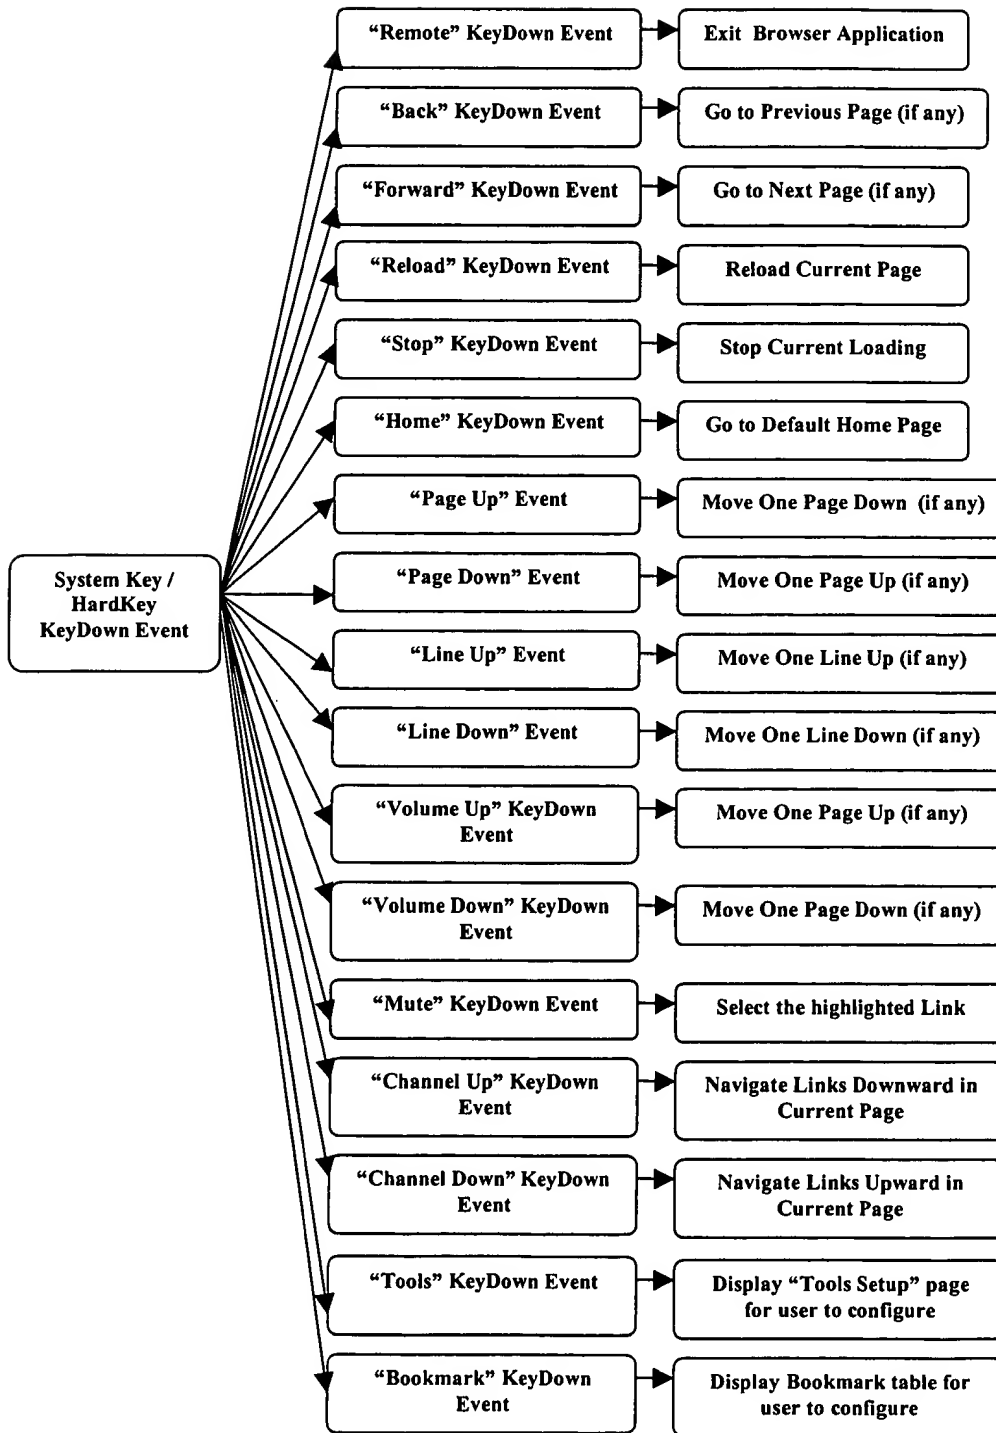 “Remote” KeyDown Event
Exit Browser Application
“Back” KeyDown Event
Go to Previous Page (if any)
“Forward” KeyDown Event
Go to Next Page (if any)
“Reload” KeyDown Event
Reload Current Page
“Stop” KeyDown Event
Stop Current Loading
“Home” KeyDown Event
Go to Default Home Page
“Page Up” Event
Move One Page Down (if any)
System Key /
HardKey
KeyDown Event
“Page Down” Event
Move One Page Up (if any)
“Line Up” Event
Move One Line Up (if any)
“Line Down” Event
Move One Line Down (if any)
“Volume Up” KeyDown
Event
Move One Page Up (if any)
“Volume Down” KeyDown
Event
Move One Page Down (if any)
“Mute” KeyDown Event
Select the highlighted Link
“Channel Up” KeyDown
Event
Navigate Links Downward in
Current Page
“Channel Down” KeyDown
Event
Navigate Links Upward in
Current Page
“Tools” KeyDown Event
Display “Tools Setup” page
for user to configure
“Bookmark” KeyDown
Event
Display Bookmark table for
user to configure